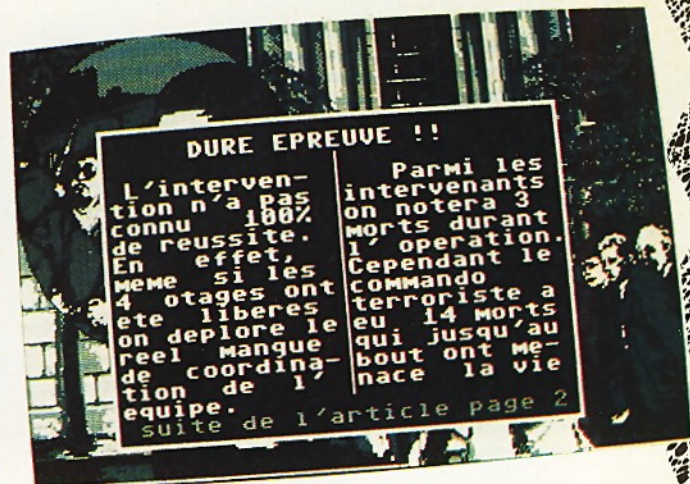 DURE EPREUVE !!
L'interven-
tion n'a pas
connu 100%
de reussite.
En effet,
meme si les
4 otages ont
ete liberes
on deplore le
reel manque
de coordina-
tion de l'
equipe.
Parmi les
intervenants
on notera 3
morts durant
l' operation.
Cependant le
commando
terroriste a
eu 14 morts
qui jusqu'au
bout ont me-
nace la vie
suite de l'article page 2